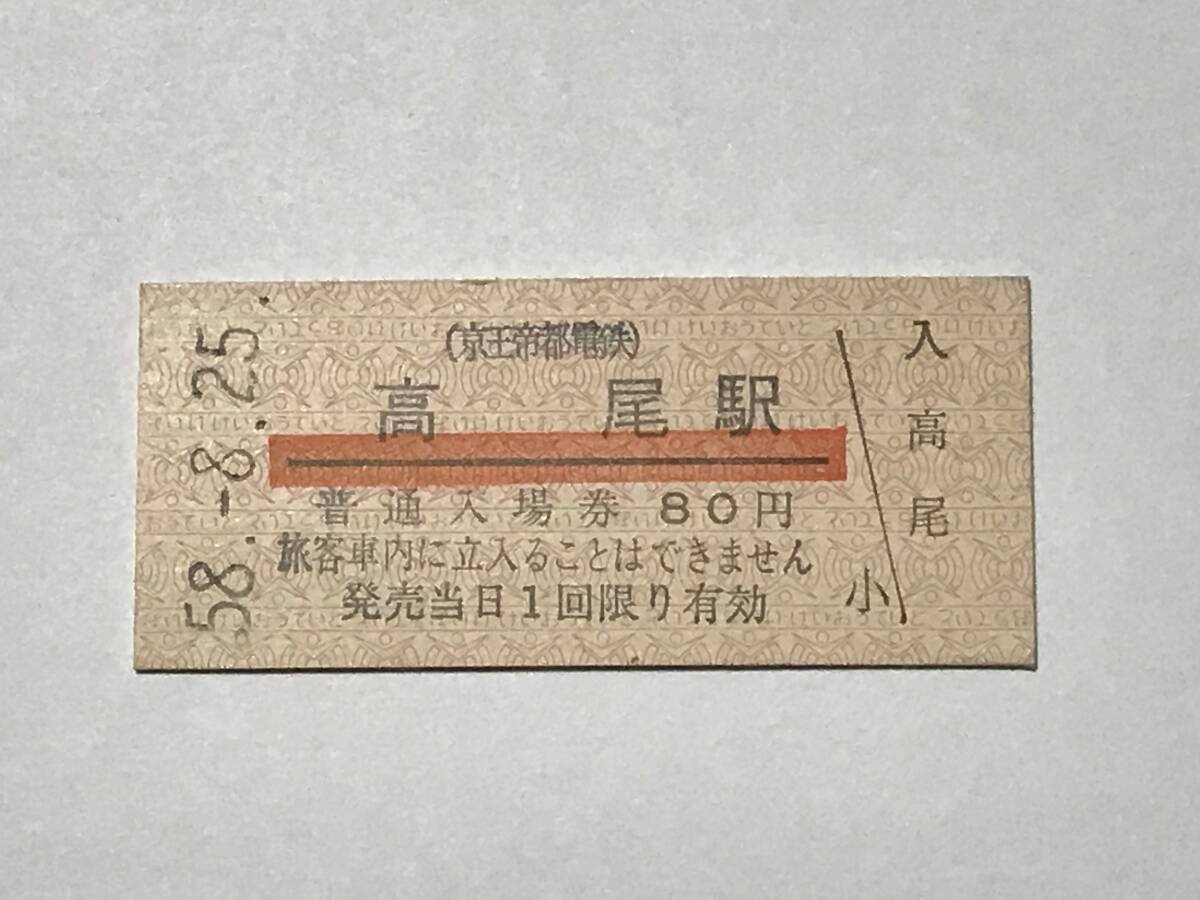 58.-8.25.
(京王帝都電鉄)
高尾駅
普通入場券 80円
旅客車内に立入ることはできません
発売当日1回限り有効
小
入
高
尾